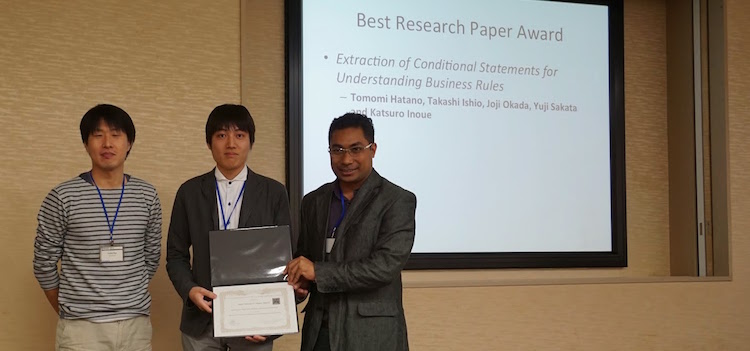 Best Research Paper Award
• Extraction of Conditional Statements for
Understanding Business Rules
– Tomomi Hatano, Takashi Ishio, Joji Okada, Yuji Sakata
and Katsuro Inoue